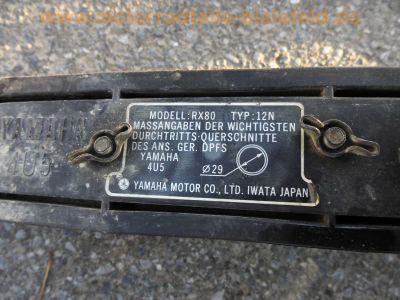 www.motorradteile-bielefeld.de
YAMAHA
4U5
MODELL:RX80 TYP:12N
MASSANGABEN DER WICHTIGSTEN
DURCHTRITTS-QUERSCHNITTE
DES ANS. GER. DPFS
YAMAHA
4U5
Ø29
YAMAHA MOTOR CO., LTD. IWATA JAPAN